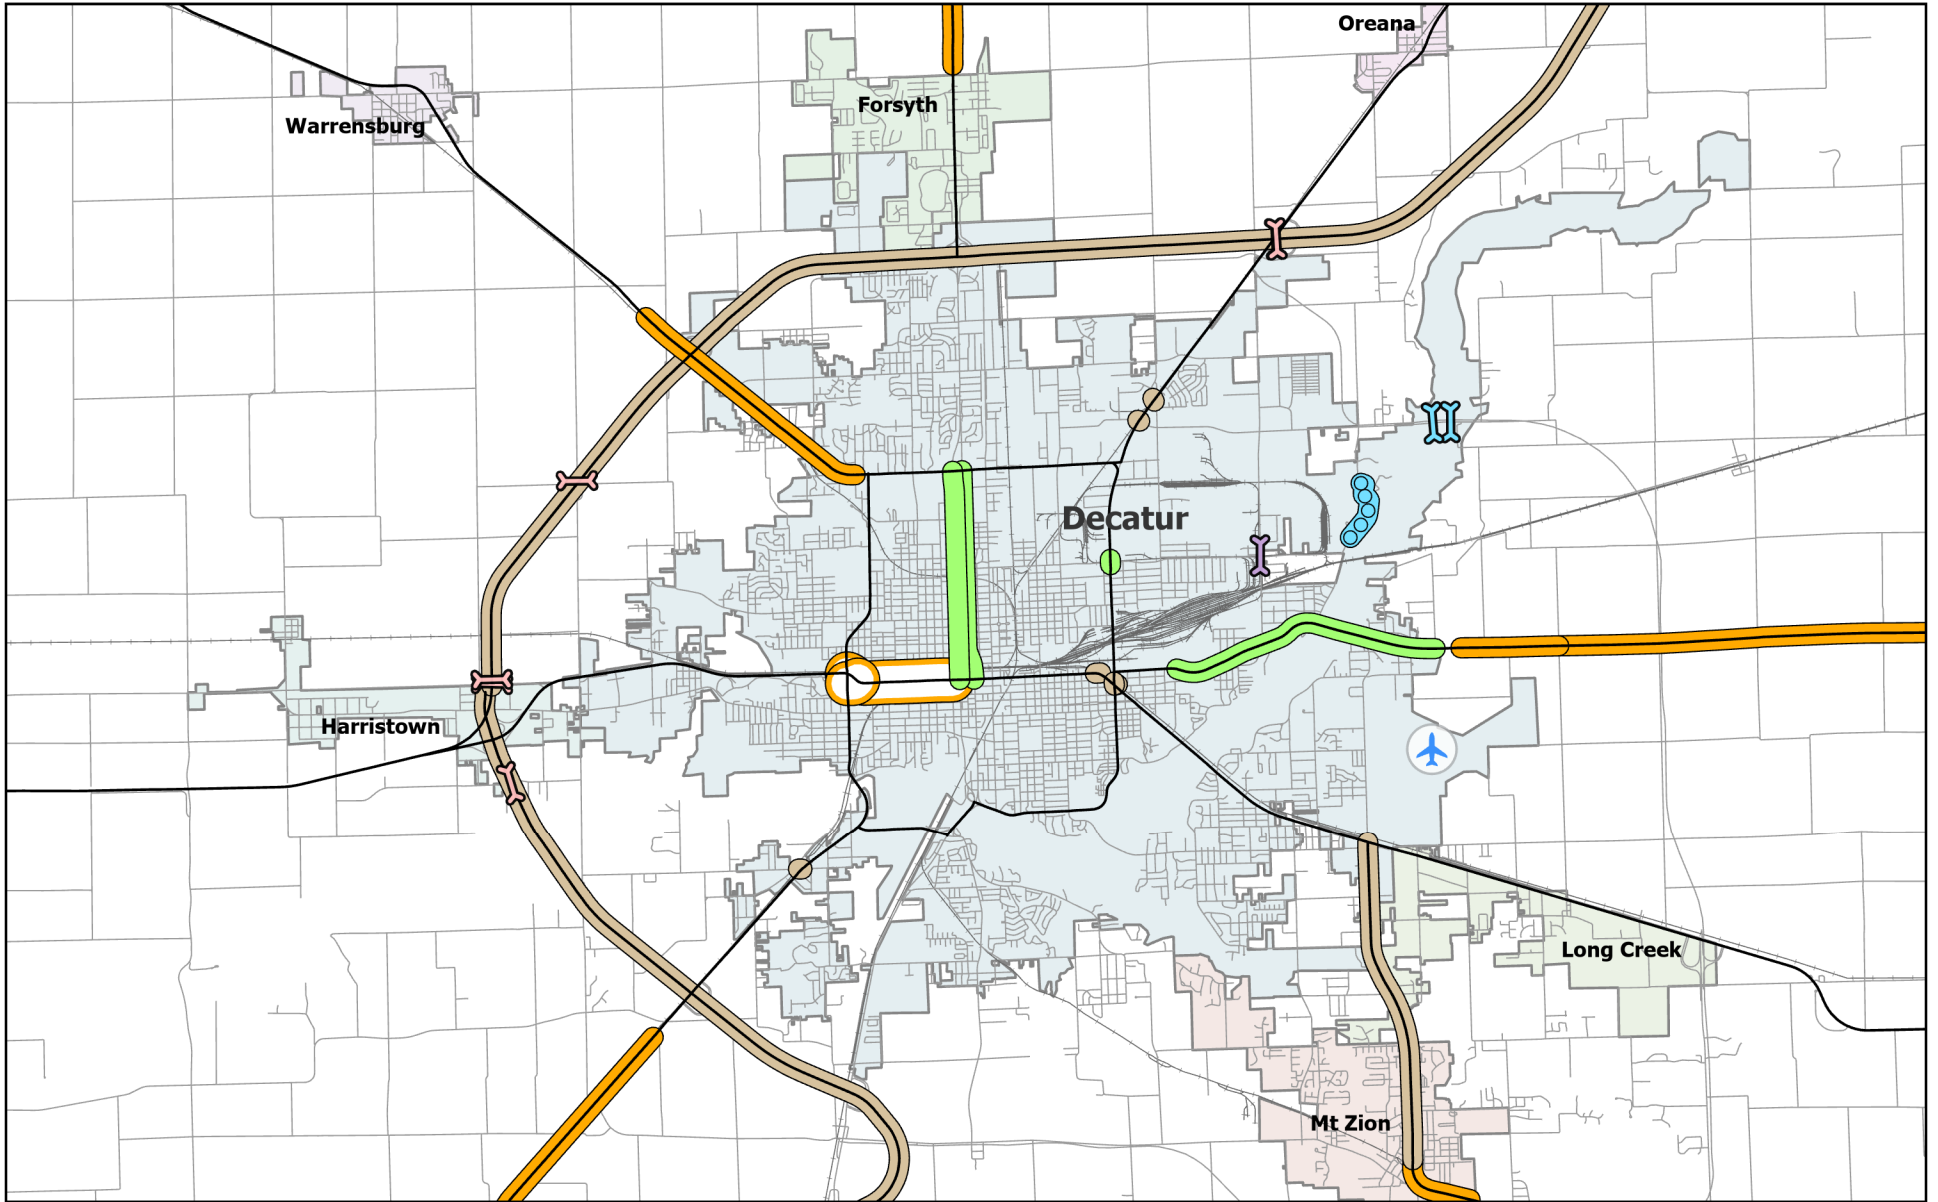 Oreana
Forsyth
Warrensburg
Decatur
Harristown
Long Creek
Mt Zion